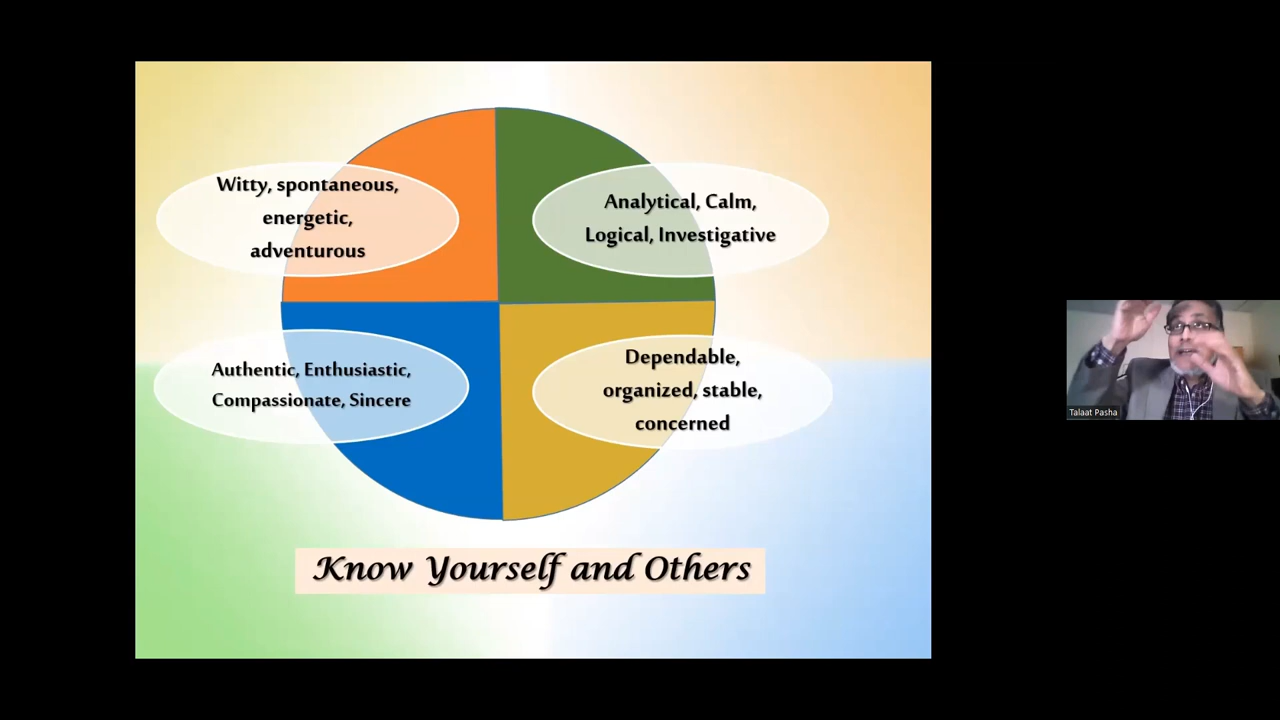 Witty, spontaneous,
energetic,
adventurous
Analytical, Calm,
Logical, Investigative
Authentic, Enthusiastic,
Compassionate, Sincere
Dependable,
organized, stable,
concerned
Know Yourself and Others
Talaat Pasha